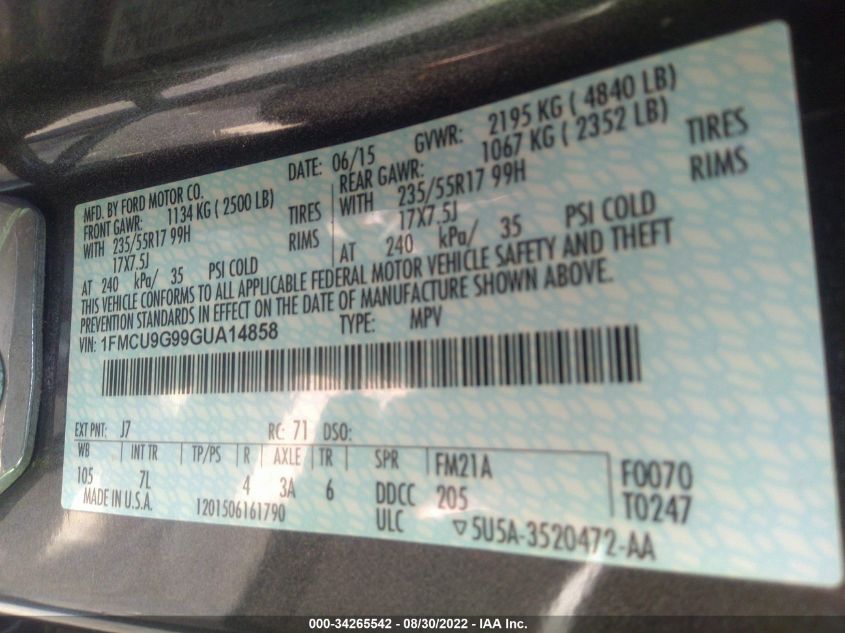 MFD. BY FORD MOTOR CO.
DATE: 06/15
GVWR: 2195 KG ( 4840 LB)
FRONT GAWR: 1134 KG ( 2500 LB)
WITH 235/55R17 99H TIRES
17X7.5J RIMS
AT 240 kPa/ 35 PSI COLD
REAR GAWR: 1067 KG ( 2352 LB)
WITH 235/55R17 99H TIRES
17X7.5J RIMS
AT 240 kPa/ 35 PSI COLD
THIS VEHICLE CONFORMS TO ALL APPLICABLE FEDERAL MOTOR VEHICLE SAFETY AND THEFT
PREVENTION STANDARDS IN EFFECT ON THE DATE OF MANUFACTURE SHOWN ABOVE.
VIN: 1FMCU9G99GUA14858 TYPE: MPV
EXT PNT: J7 RC: 71 DSO:
WB INT TR TP/PS R AXLE TR SPR FM21A F0070
105 7L 4 3A 6 DDCC 205 T0247
MADE IN U.S.A. 1201506161790 ULC ▽5U5A-3520472-AA
000-34265542 - 08/30/2022 - IAA Inc.